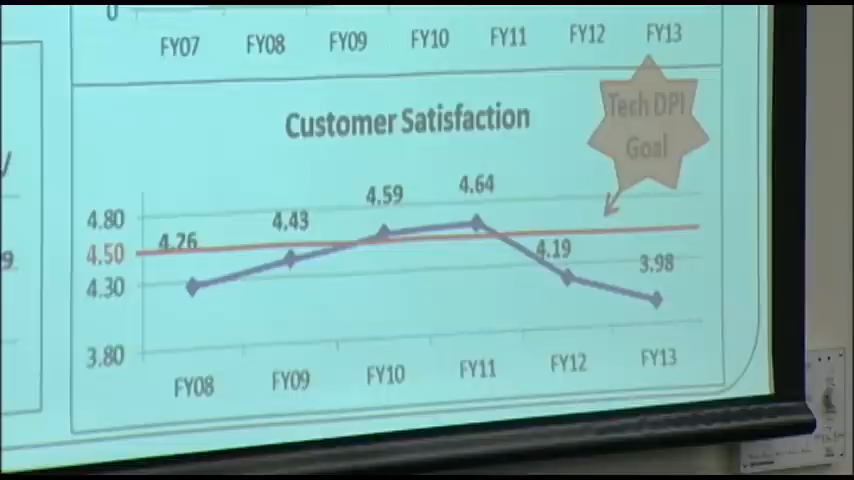 0
FY07 FY08 FY09 FY10 FY11 FY12 FY13
Customer Satisfaction
Tech DPI
Goal
4.80
4.50
4.30
3.80
4.26 4.43 4.59 4.64 4.19 3.98
FY08 FY09 FY10 FY11 FY12 FY13
9